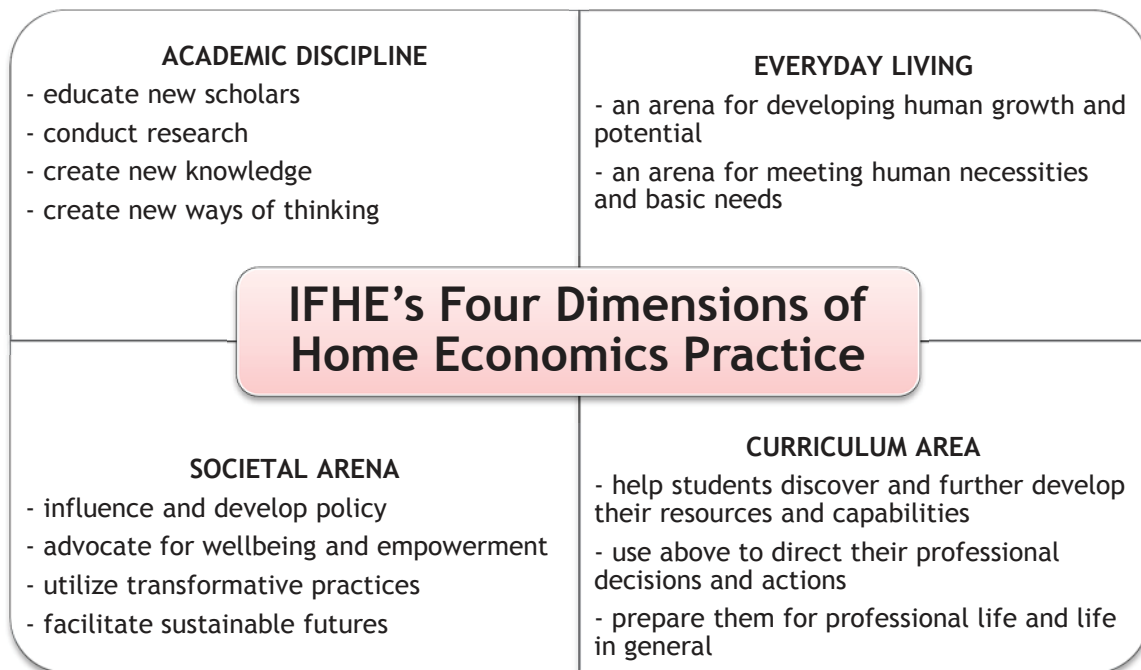 ACADEMIC DISCIPLINE
- educate new scholars
- conduct research
- create new knowledge
- create new ways of thinking
EVERYDAY LIVING
- an arena for developing human growth and
potential
- an arena for meeting human necessities
and basic needs
IFHE’s Four Dimensions of
Home Economics Practice
SOCIETAL ARENA
- influence and develop policy
- advocate for wellbeing and empowerment
- utilize transformative practices
- facilitate sustainable futures
CURRICULUM AREA
- help students discover and further develop
their resources and capabilities
- use above to direct their professional
decisions and actions
- prepare them for professional life and life
in general